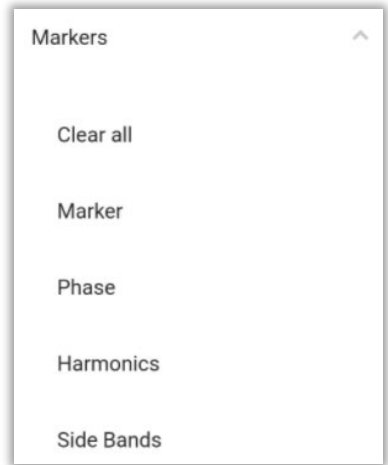 Markers
Clear all
Marker
Phase
Harmonics
Side Bands